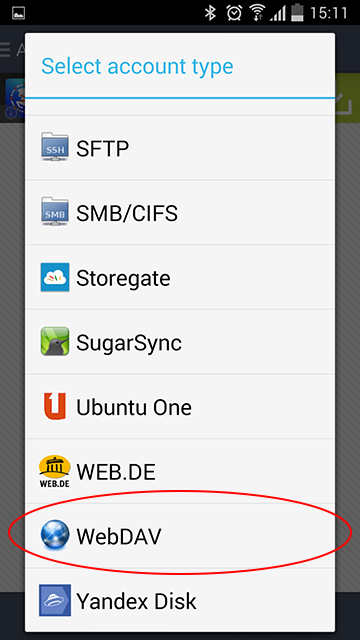 15:11
A
Select account type
SSH
SFTP
SMB
SMB/CIFS
Storegate
SugarSync
1
Ubuntu One
WEB.DE
WEB.DE
WebDAV
Yandex Disk